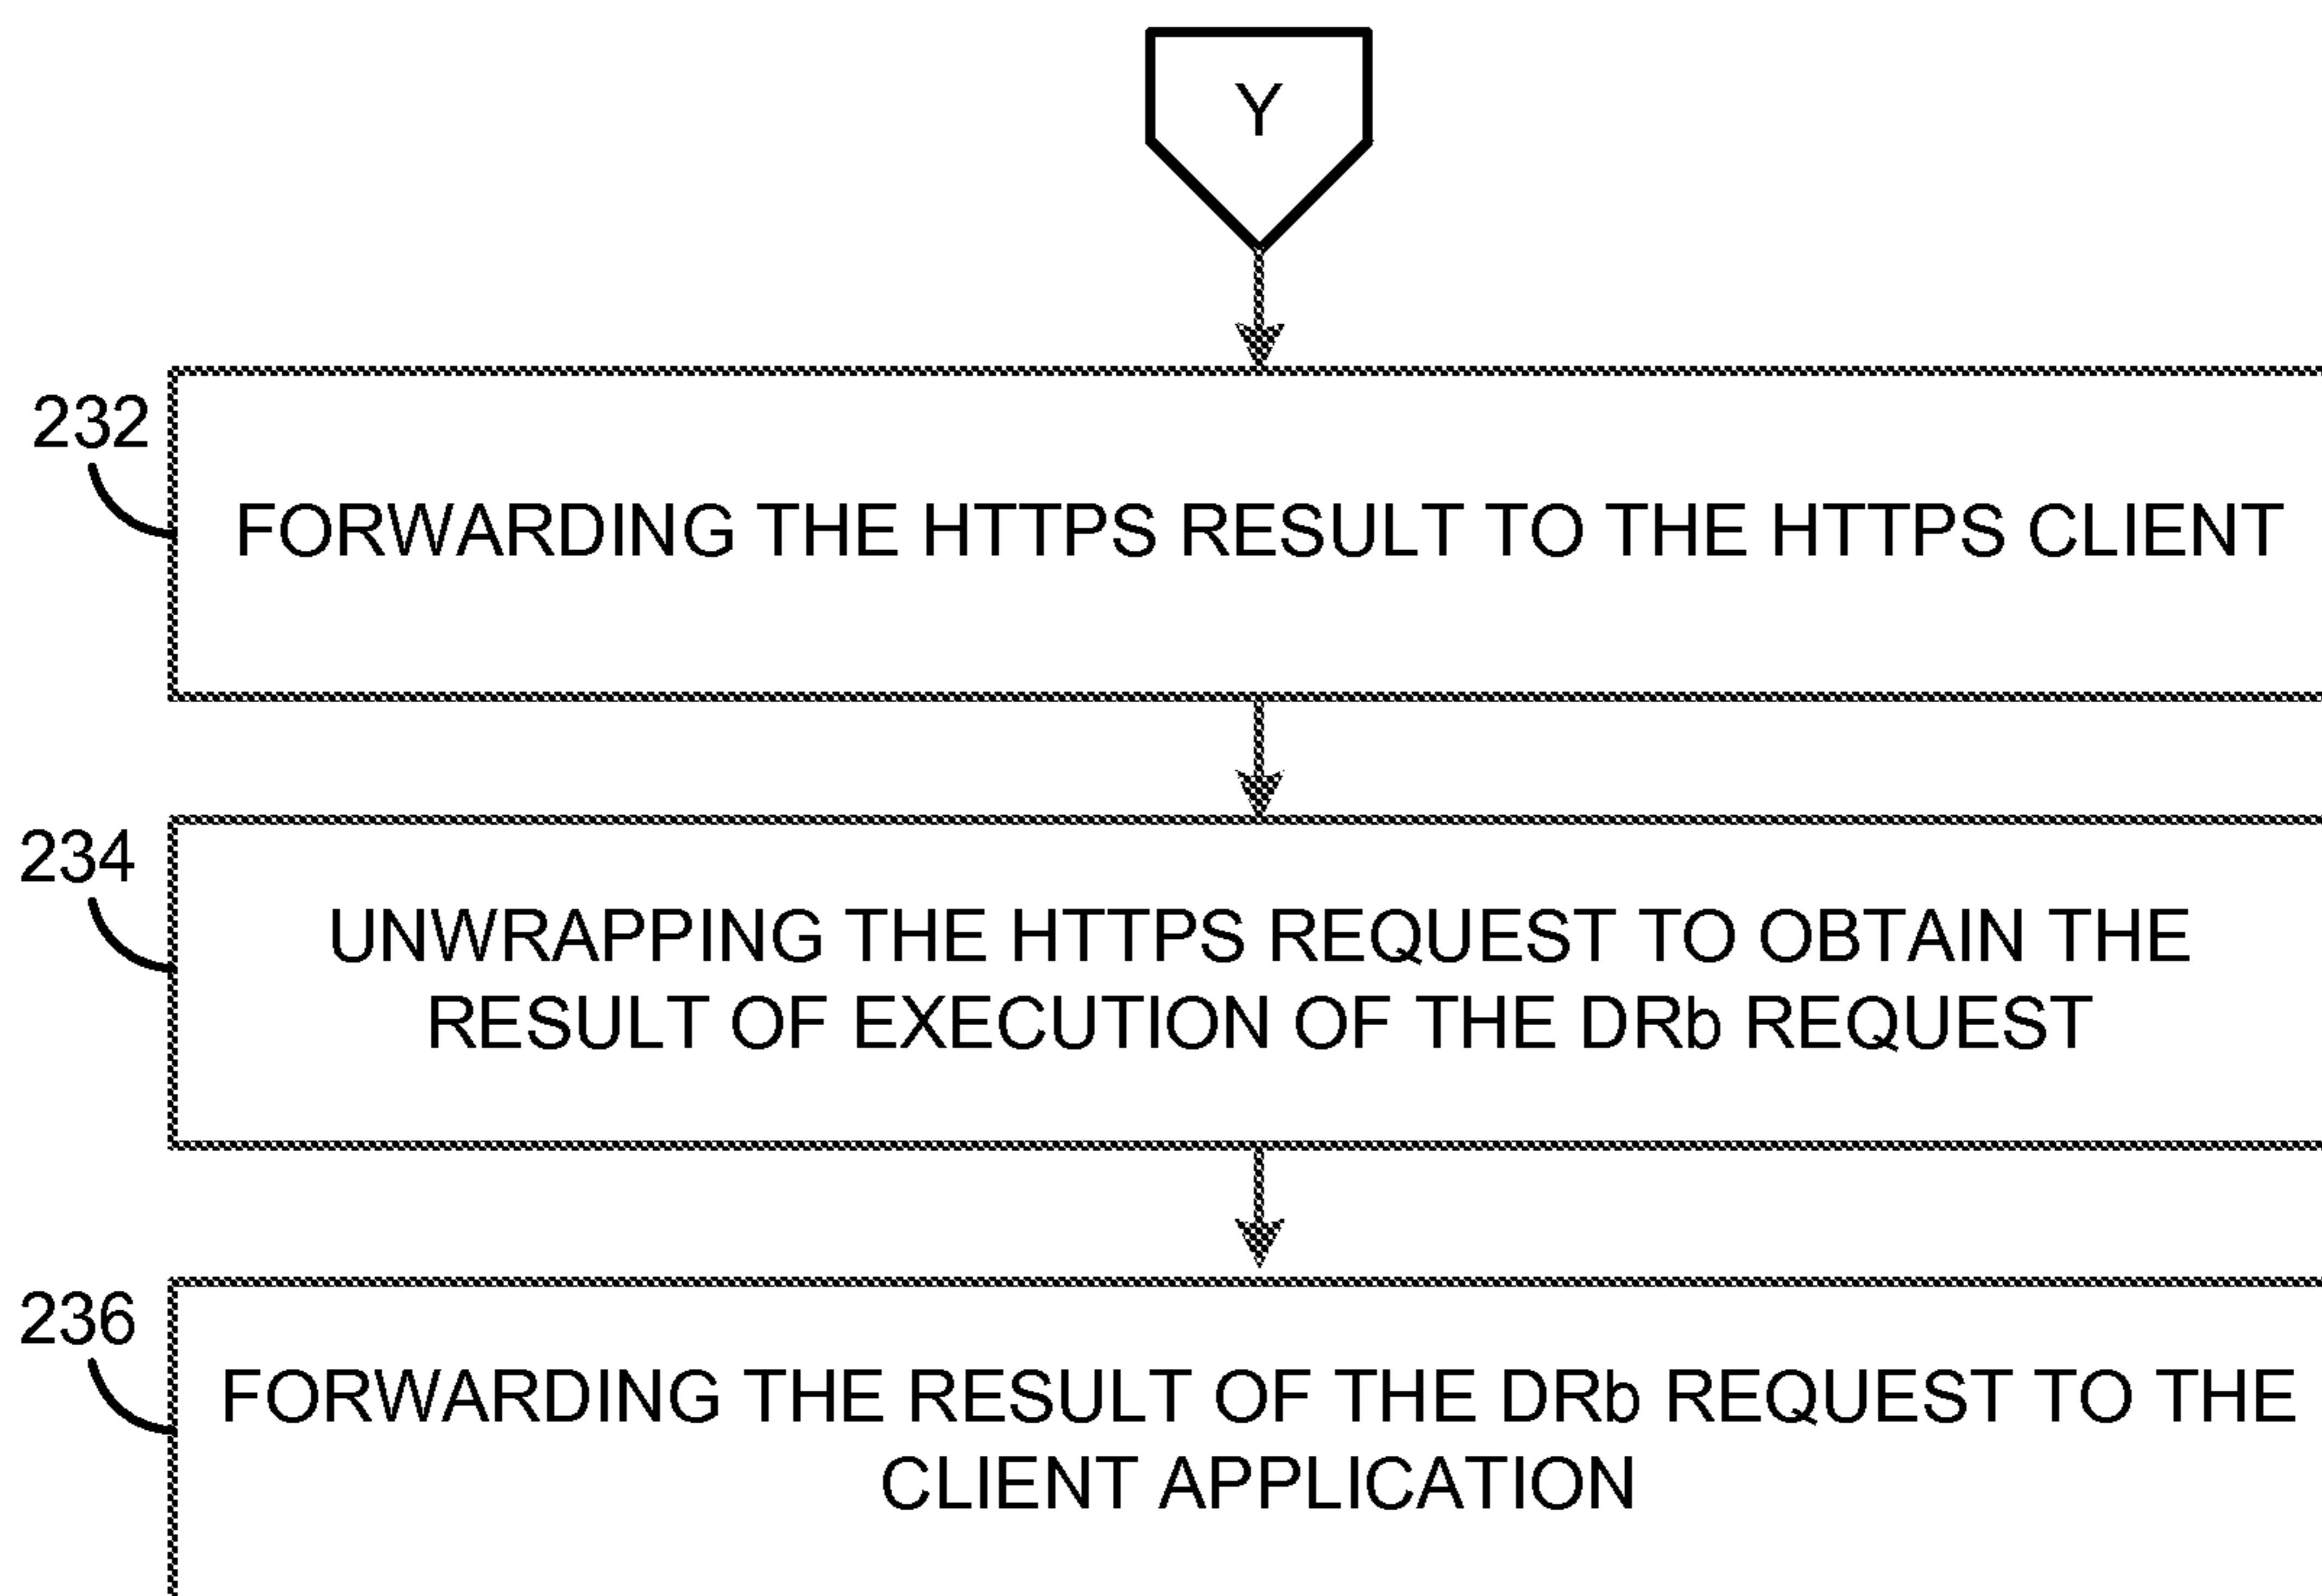 Y
232
FORWARDING THE HTTPS RESULT TO THE HTTPS CLIENT
234
UNWRAPPING THE HTTPS REQUEST TO OBTAIN THE
RESULT OF EXECUTION OF THE DRb REQUEST
236
FORWARDING THE RESULT OF THE DRb REQUEST TO THE
CLIENT APPLICATION